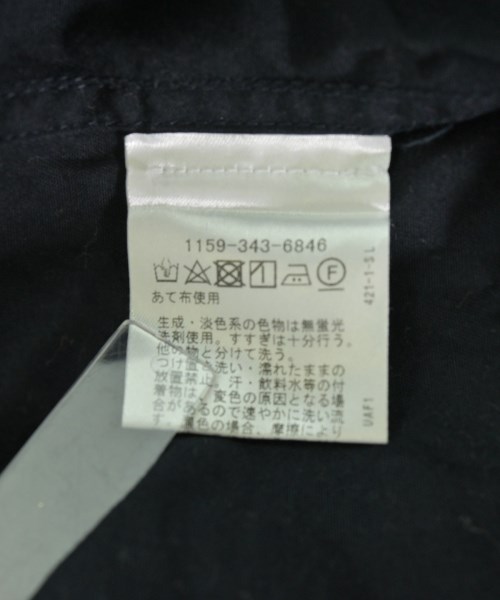 1159-343-6846
F
あて布使用
生成・淡色系の色物は無蛍光
洗剤使用。すすぎは十分行う。
他の物と分けて洗う。
つけ置き洗い・濡れたままの
放置禁止。汗・飲料水等の付
着物は、変色の原因となる場
合があるので速やかに洗い流
す。濃色の場合、摩擦により
421-1-SL
UAF1